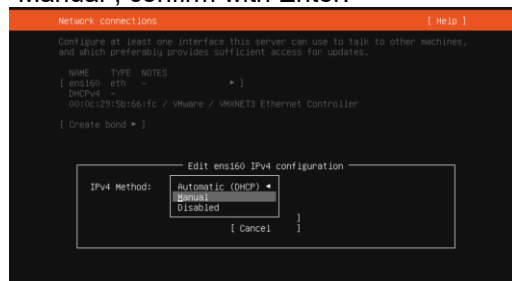 "Manual", confirm with Enter.
Network connections [ Help ]
Configure at least one interface this server can use to talk to other machines,
and which preferably provides sufficient access for updates.
NAME TYPE NOTES
[ ens160 eth - ▸ ]
DHCPv4 -
00:0c:29:5b:66:fc / VMware / VMXNET3 Ethernet Controller
[ Create bond ▸ ]
Edit ens160 IPv4 configuration
IPv4 Method: Automatic (DHCP) ◂
Manual
Disabled
]
[ Cancel ]